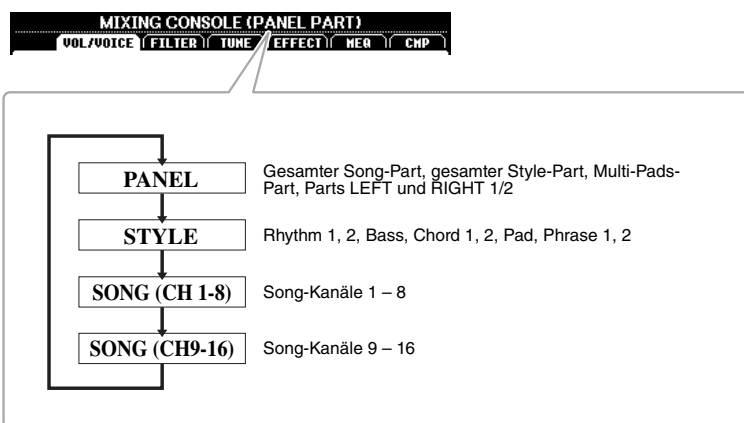 MIXING CONSOLE (PANEL PART)
VOL/VOICE FILTER TUNE EFFECT MEQ CMP
PANEL
Gesamter Song-Part, gesamter Style-Part, Multi-Pads-
Part, Parts LEFT und RIGHT 1/2
STYLE
Rhythm 1, 2, Bass, Chord 1, 2, Pad, Phrase 1, 2
SONG (CH 1-8)
Song-Kanäle 1 – 8
SONG (CH9-16)
Song-Kanäle 9 – 16